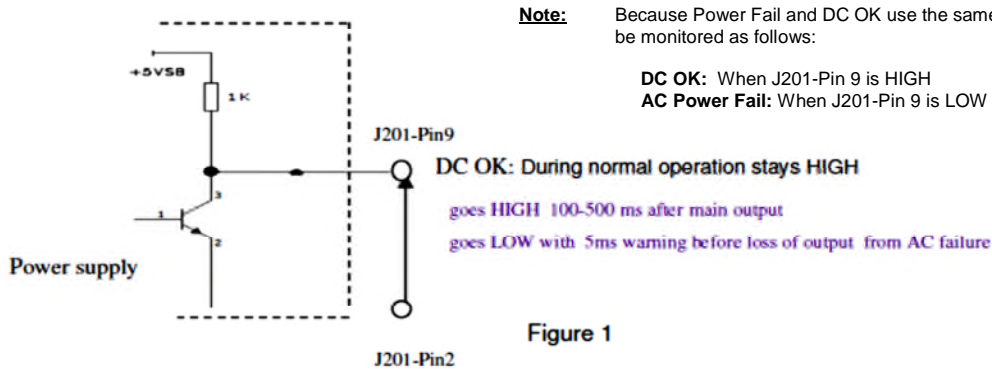 Note: Because Power Fail and DC OK use the same
be monitored as follows:
DC OK: When J201-Pin 9 is HIGH
AC Power Fail: When J201-Pin 9 is LOW
+5VSB
1K
J201-Pin9
DC OK: During normal operation stays HIGH
3
1
2
goes HIGH 100-500 ms after main output
goes LOW with 5ms warning before loss of output from AC failure
Power supply
Figure 1
J201-Pin2